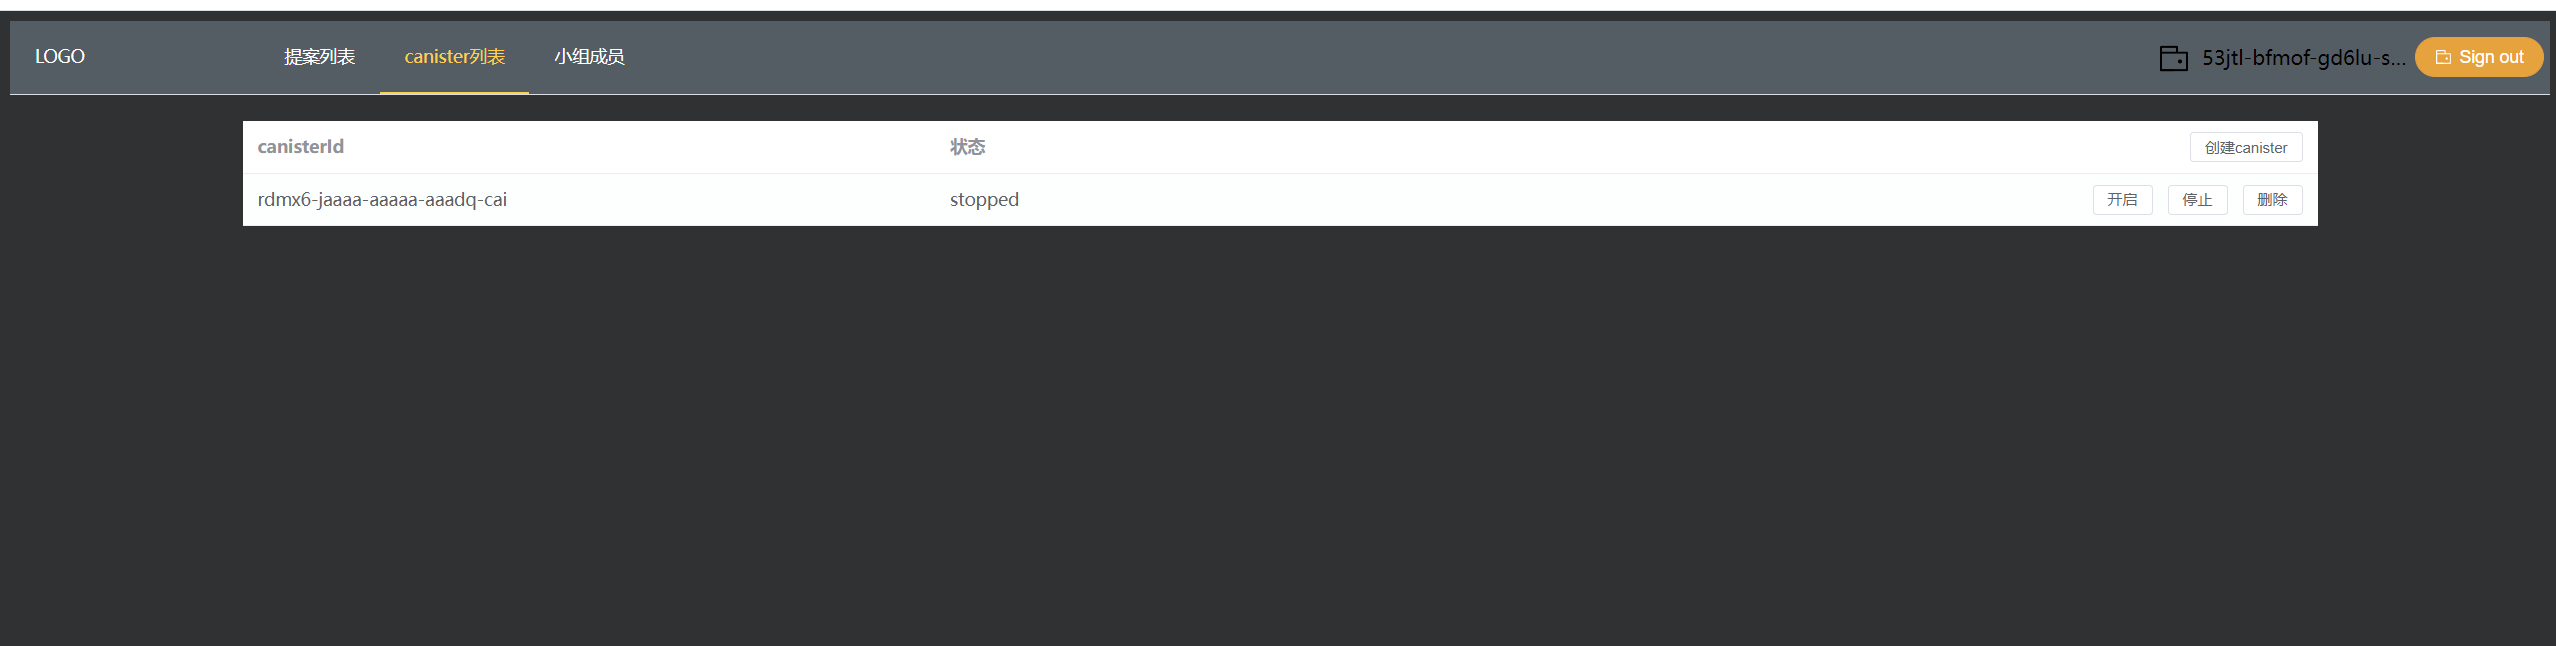 LOGO 提案列表 canister列表 小组成员 53jtl-bfmof-gd6lu-s... Sign out
canisterId 状态 创建canister
rdmx6-jaaaa-aaaaa-aaadq-cai stopped 开启 停止 删除